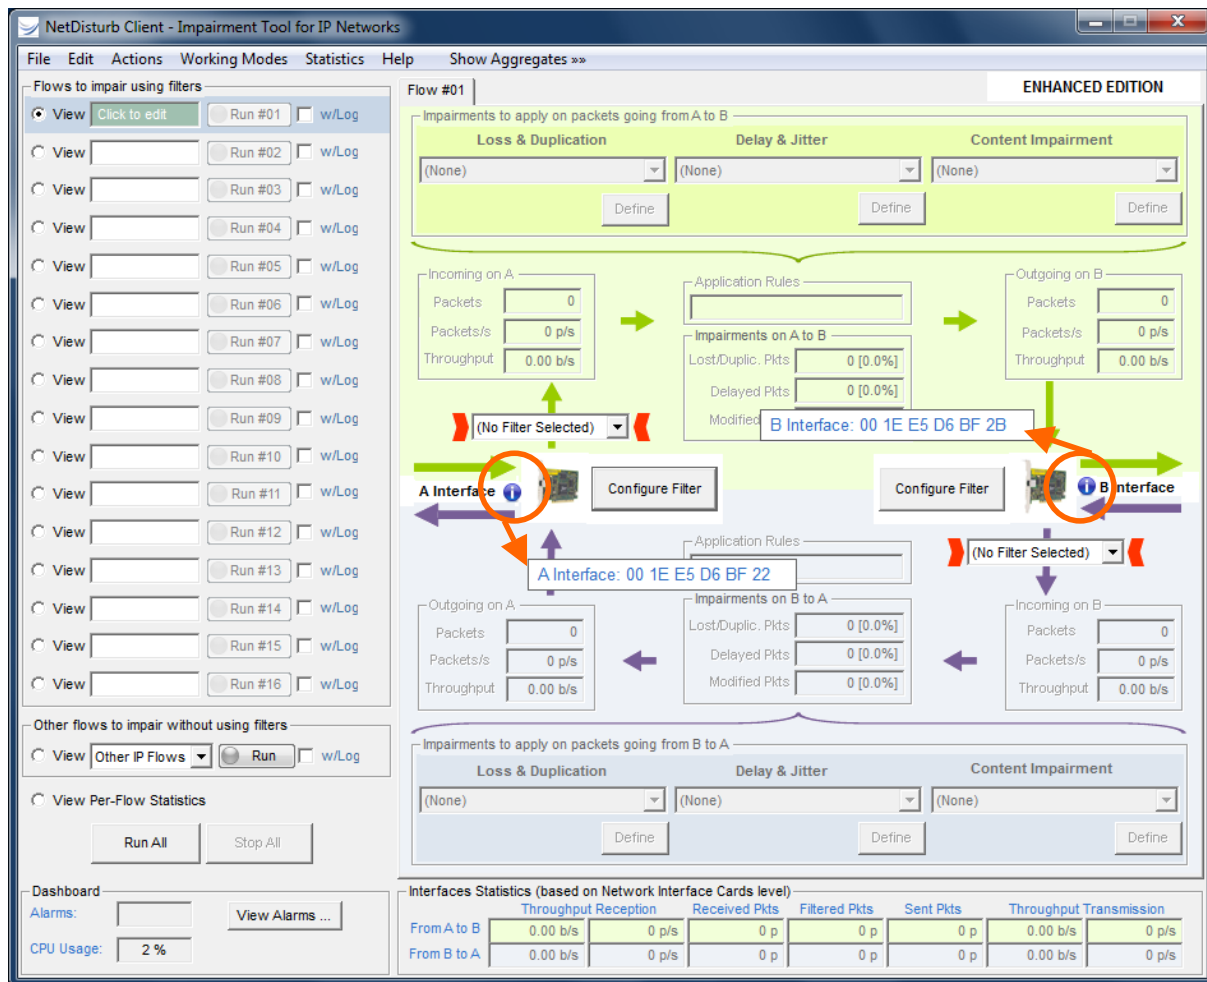 NetDisturb Client - Impairment Tool for IP Networks
File Edit Actions Working Modes Statistics Help Show Aggregates »»
Flows to impair using filters
View Click to edit Run #01 w/Log
View Run #02 w/Log
View Run #03 w/Log
View Run #04 w/Log
View Run #05 w/Log
View Run #06 w/Log
View Run #07 w/Log
View Run #08 w/Log
View Run #09 w/Log
View Run #10 w/Log
View Run #11 w/Log
View Run #12 w/Log
View Run #13 w/Log
View Run #14 w/Log
View Run #15 w/Log
View Run #16 w/Log
Other flows to impair without using filters
View Other IP Flows Run w/Log
View Per-Flow Statistics
Run All Stop All
Dashboard
Alarms: View Alarms ...
CPU Usage: 2 %
Flow #01
ENHANCED EDITION
Impairments to apply on packets going from A to B
Loss & Duplication Delay & Jitter Content Impairment
(None) (None) (None)
Define Define Define
Incoming on A
Packets 0
Packets/s 0 p/s
Throughput 0.00 b/s
Application Rules
Impairments on A to B
Lost/Duplic. Pkts 0 [0.0%]
Delayed Pkts 0 [0.0%]
Modified
Outgoing on B
Packets 0
Packets/s 0 p/s
Throughput 0.00 b/s
(No Filter Selected)
B Interface: 00 1E E5 D6 BF 2B
A Interface Configure Filter Configure Filter B Interface
(No Filter Selected)
Application Rules
A Interface: 00 1E E5 D6 BF 22
Outgoing on A
Packets 0
Packets/s 0 p/s
Throughput 0.00 b/s
Impairments on B to A
Lost/Duplic. Pkts 0 [0.0%]
Delayed Pkts 0 [0.0%]
Modified Pkts 0 [0.0%]
Incoming on B
Packets 0
Packets/s 0 p/s
Throughput 0.00 b/s
Impairments to apply on packets going from B to A
Loss & Duplication Delay & Jitter Content Impairment
(None) (None) (None)
Define Define Define
Interfaces Statistics (based on Network Interface Cards level)
Throughput Reception Received Pkts Filtered Pkts Sent Pkts Throughput Transmission
From A to B 0.00 b/s 0 p/s 0 p 0 p 0 p 0.00 b/s 0 p/s
From B to A 0.00 b/s 0 p/s 0 p 0 p 0 p 0.00 b/s 0 p/s